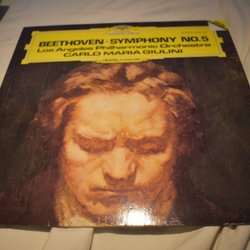 BEETHOVEN · SYMPHONY NO.5
Los Angeles Philharmonic Orchestra
CARLO MARIA GIULINI